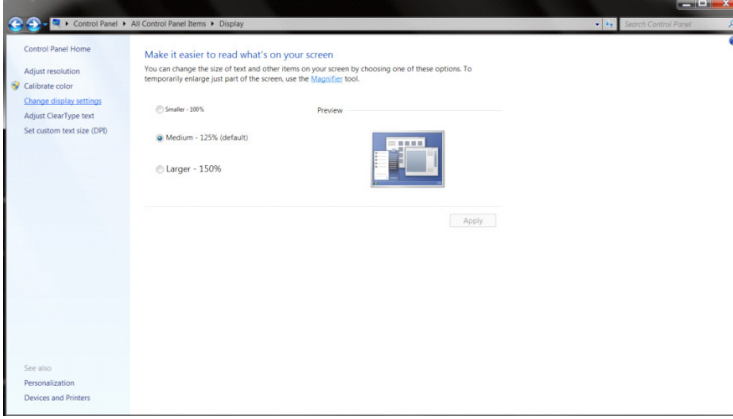 Control Panel ▸ All Control Panel Items ▸ Display
Search Control Panel
Control Panel Home
Adjust resolution
Calibrate color
Change display settings
Adjust ClearType text
Set custom text size (DPI)
Make it easier to read what's on your screen
You can change the size of text and other items on your screen by choosing one of these options. To
temporarily enlarge just part of the screen, use the Magnifier tool.
Smaller - 100%
Preview
Medium - 125% (default)
Larger - 150%
Apply
See also
Personalization
Devices and Printers